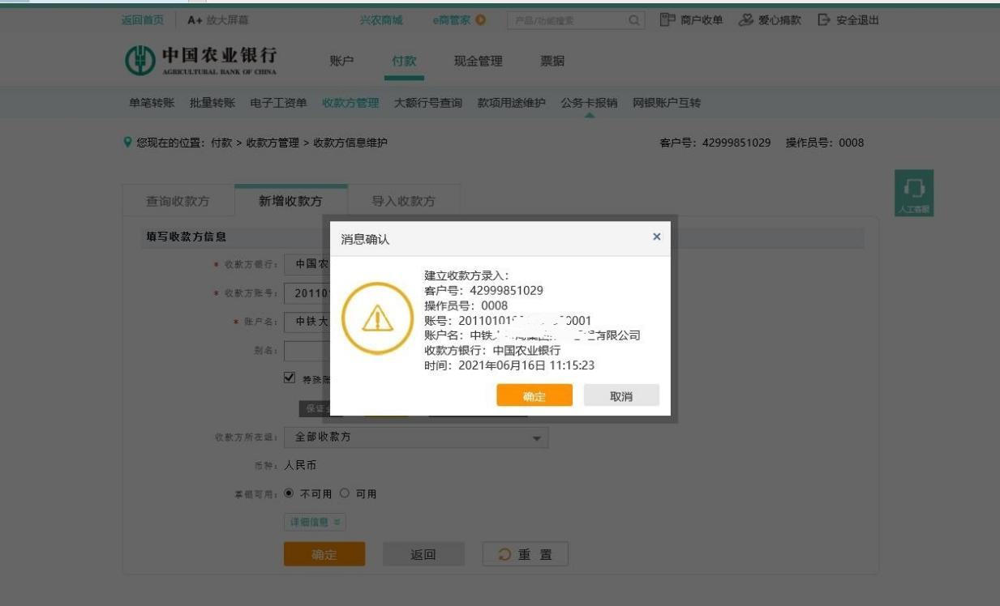 返回首页 A+ 放大屏幕 兴农商城 e商管家 产品/功能搜索 商户收单 爱心捐款 安全退出
中国农业银行 账户 付款 现金管理 票据
AGRICULTURAL BANK OF CHINA
单笔转账 批量转账 电子工资单 收款方管理 大额行号查询 款项用途维护 公务卡报销 网银账户互转
您现在的位置：付款 > 收款方管理 > 收款方信息维护 客户号：42999851029 操作员号：0008
查询收款方 新增收款方 导入收款方
人工客服
填写收款方信息
消息确认 ×
* 收款方银行： 中国农
* 收款方账号： 20110
* 账户名： 中铁大
别名：
特殊账
保证金
建立收款方录入：
客户号：42999851029
操作员号：0008
账号：201101019 0001
账户名：中铁 有限公司
收款方银行：中国农业银行
时间：2021年06月16日 11:15:23
确定 取消
收款方所在组： 全部收款方
币种： 人民币
掌银可用： 不可用 可用
详细信息
确定 返回 重 置